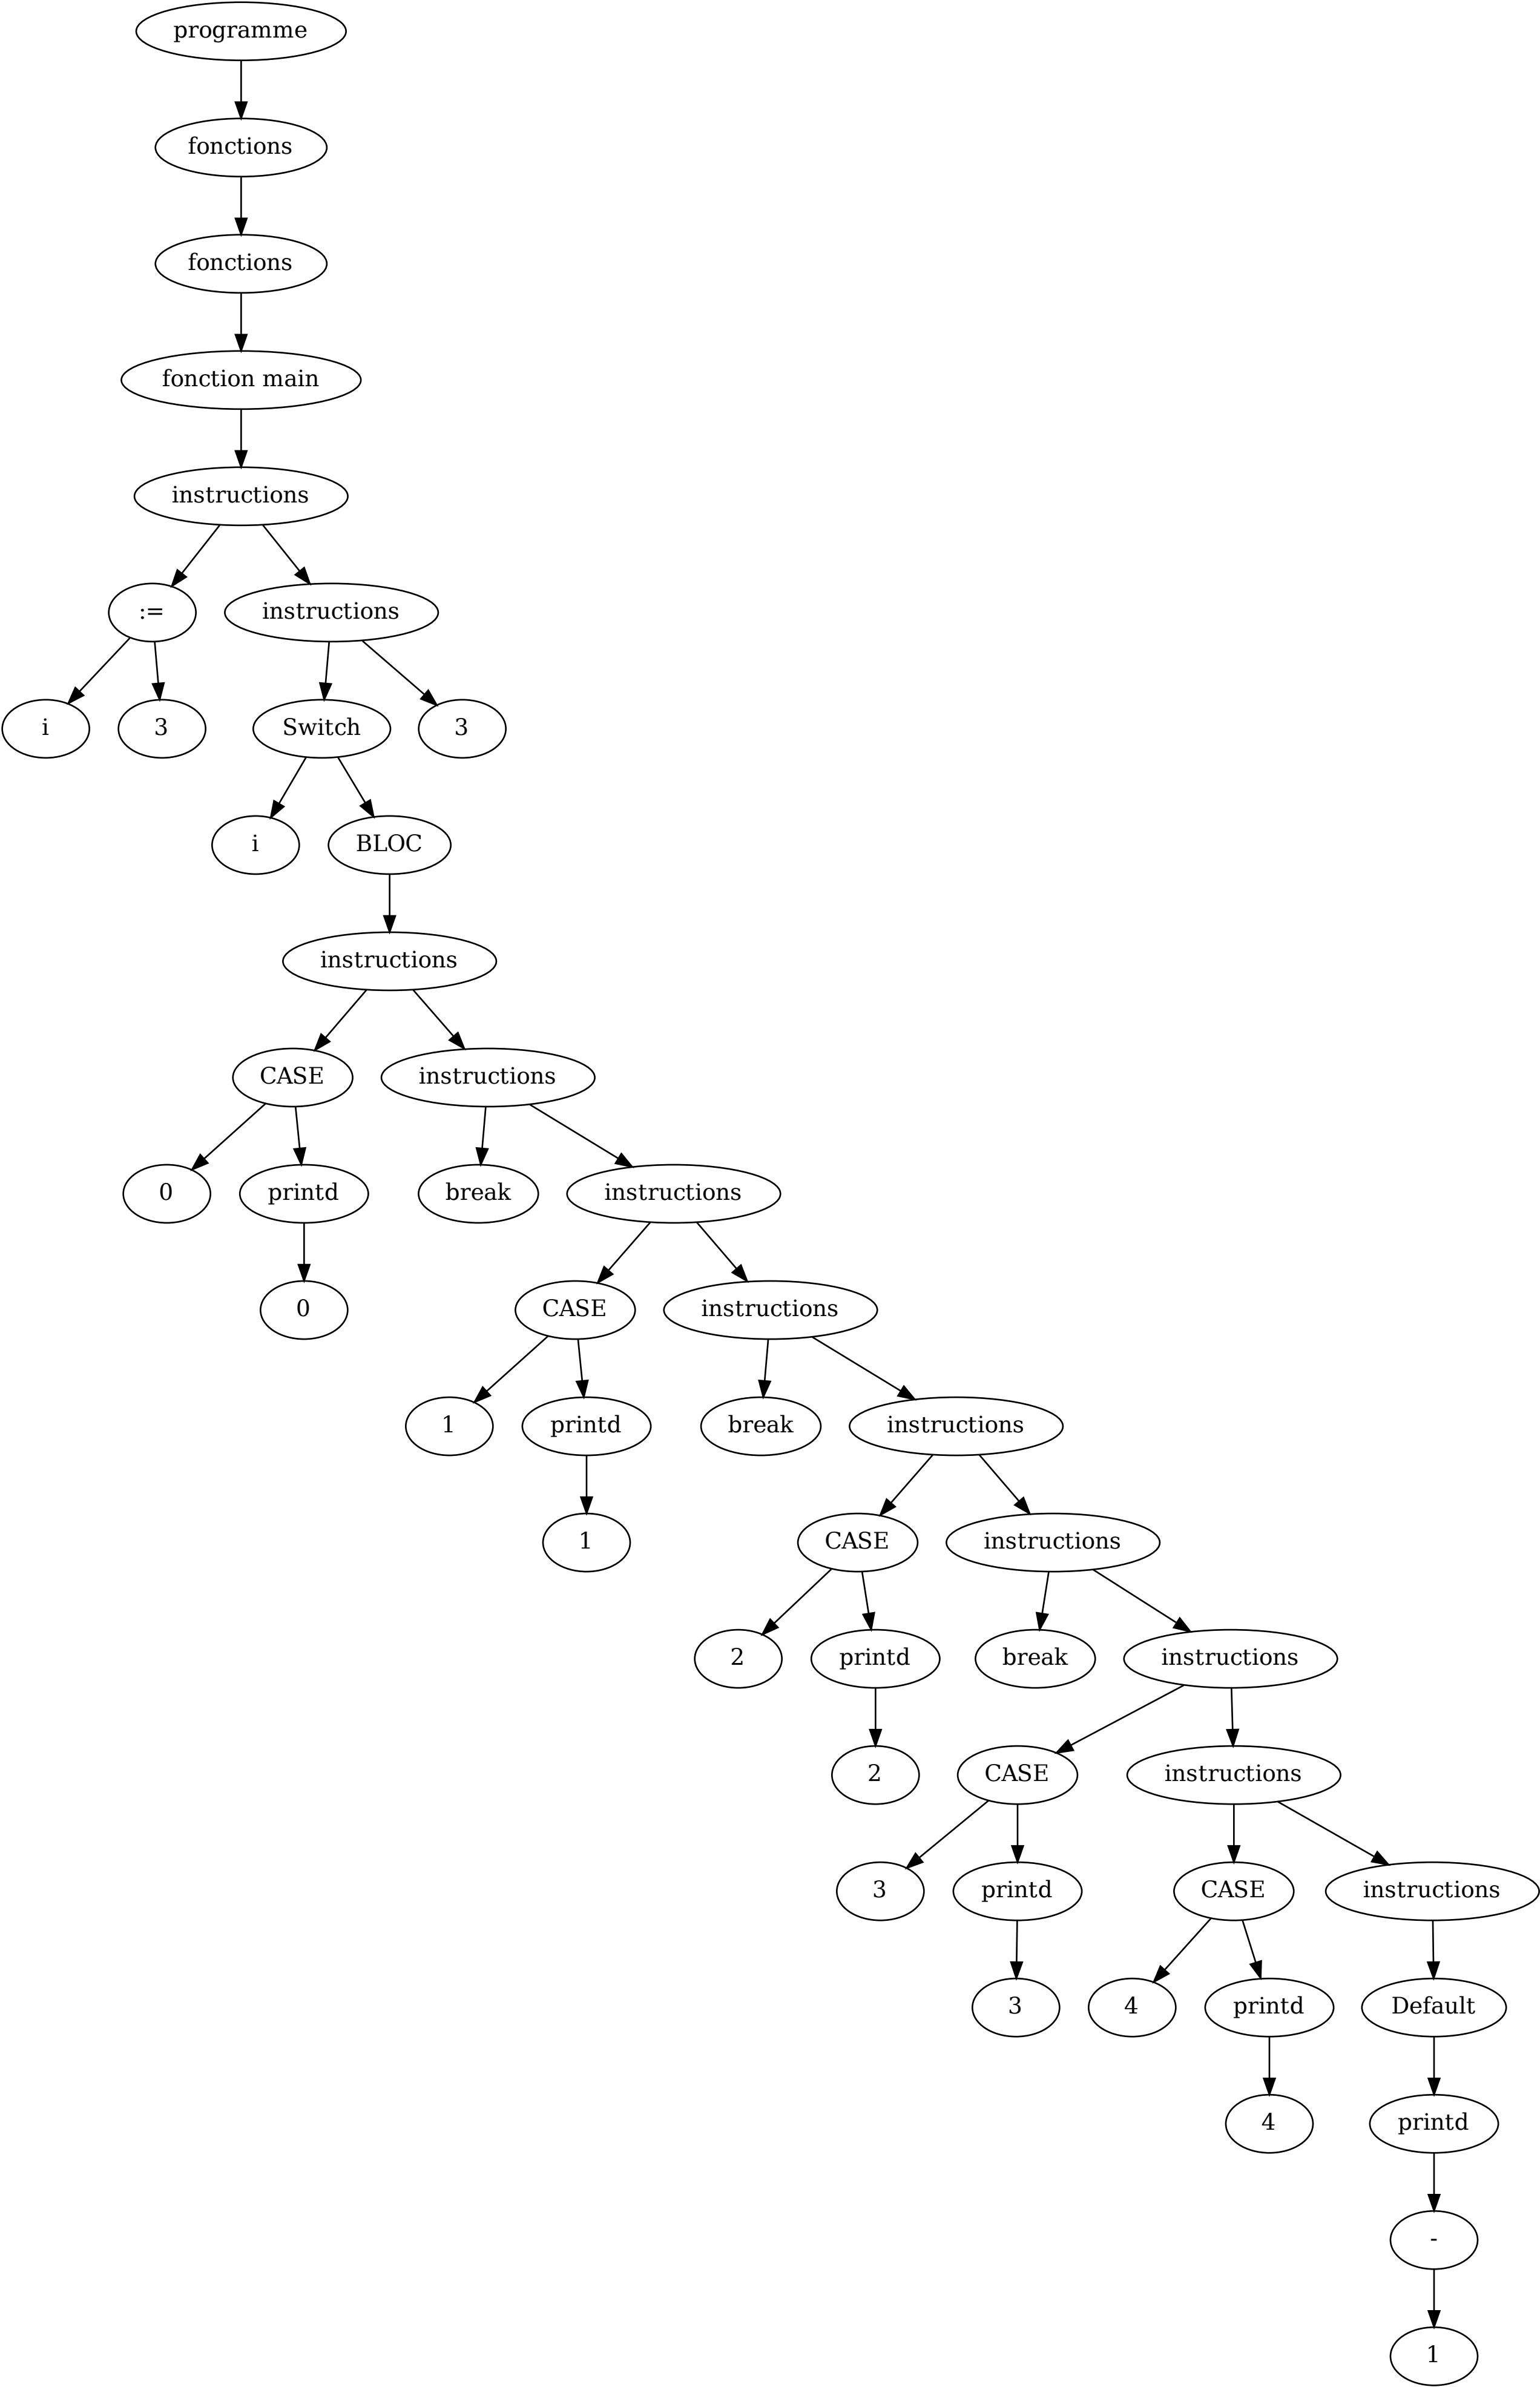 programme
fonctions
fonctions
fonction main
instructions
:=
instructions
i
3
Switch
3
i
BLOC
instructions
CASE
instructions
0
printd
break
instructions
0
CASE
instructions
1
printd
break
instructions
1
CASE
instructions
2
printd
break
instructions
2
CASE
instructions
3
printd
CASE
instructions
3
4
printd
Default
4
printd
-
1